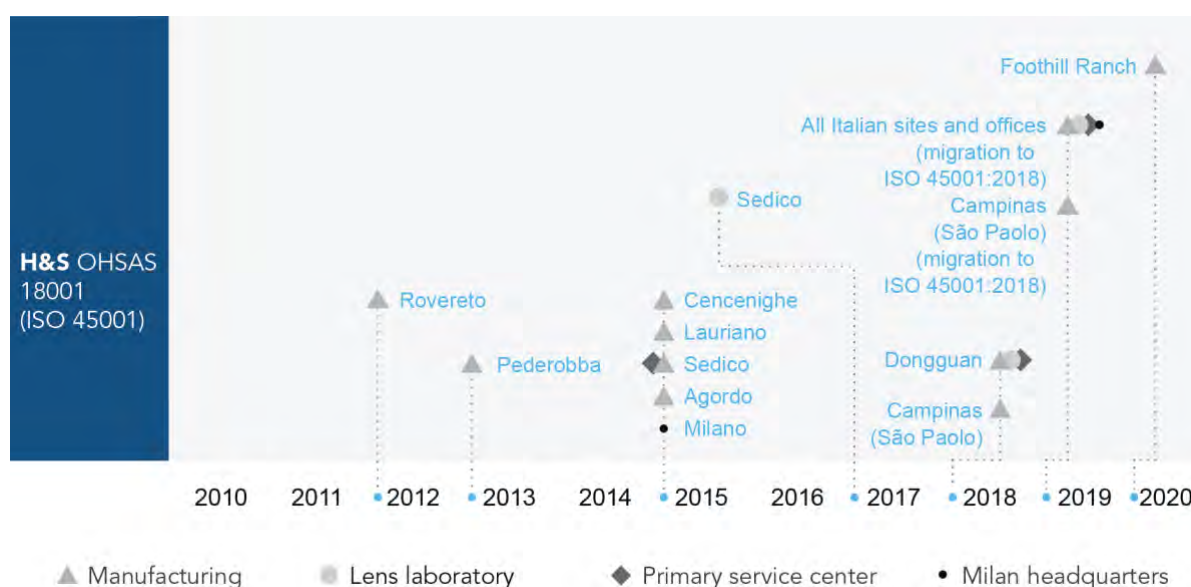 Foothill Ranch
All Italian sites and offices
(migration to
ISO 45001:2018)
Sedico
Campinas
(São Paolo)
(migration to
ISO 45001:2018)
H&S OHSAS
18001
(ISO 45001)
Rovereto
Cencenighe
Lauriano
Pederobba
Sedico
Dongguan
Agordo
Campinas
(São Paolo)
Milano
2010 2011 2012 2013 2014 2015 2016 2017 2018 2019 2020
Manufacturing Lens laboratory Primary service center Milan headquarters